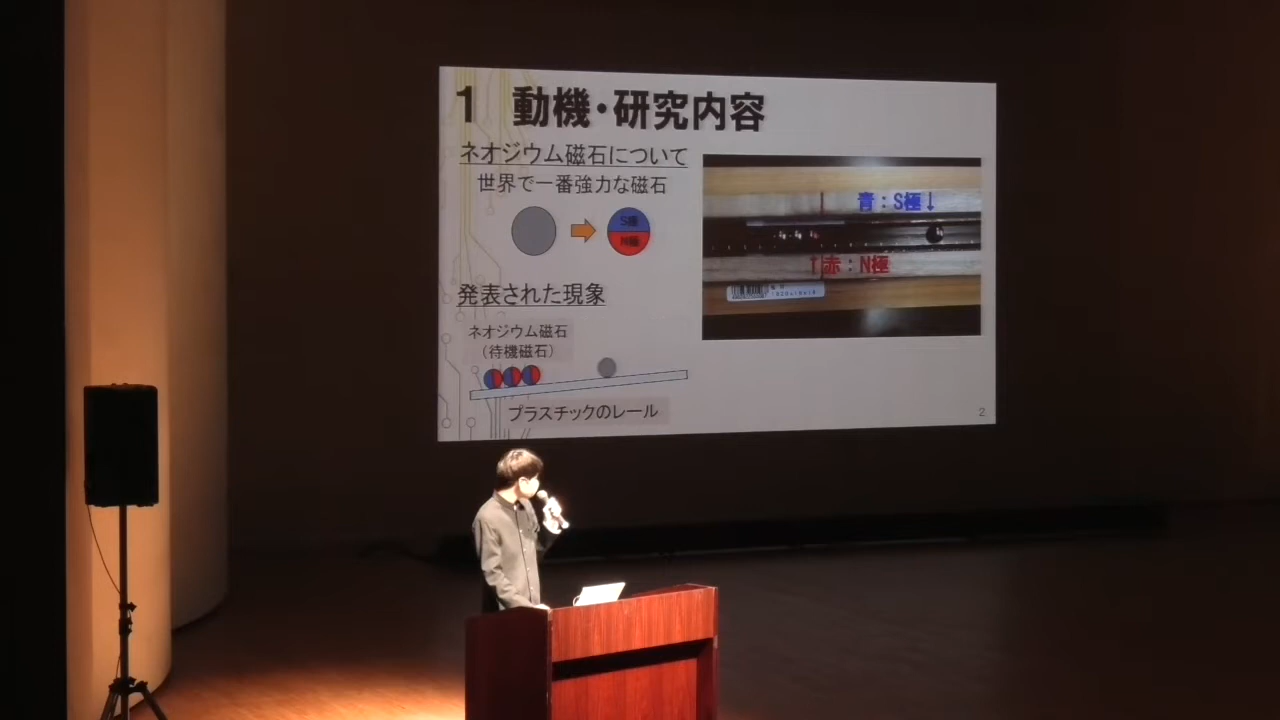 1 動機・研究内容
ネオジウム磁石について
世界で一番強力な磁石
S極
N極
青：S極↓
↑赤：N極
発表された現象
ネオジウム磁石
（待機磁石）
プラスチックのレール
2